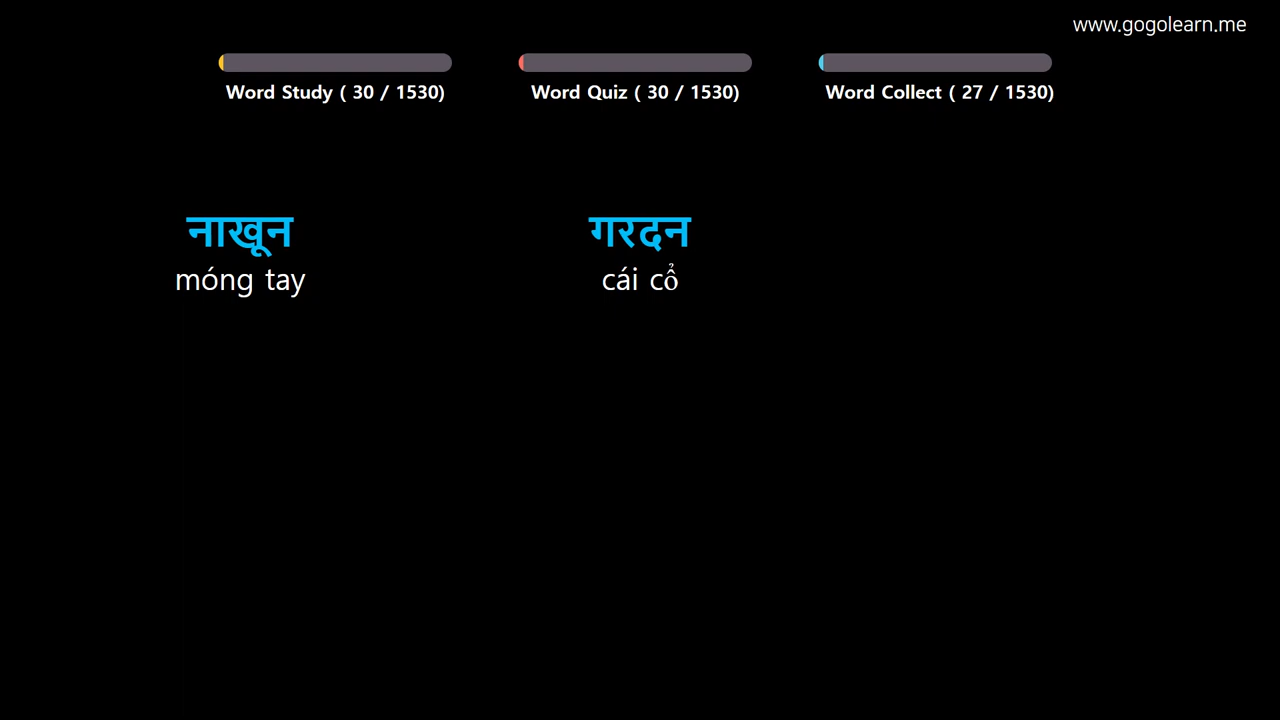 www.gogolearn.me
Word Study ( 30 / 1530)
Word Quiz ( 30 / 1530)
Word Collect ( 27 / 1530)
नाखून
móng tay
गरदन
cái cổ